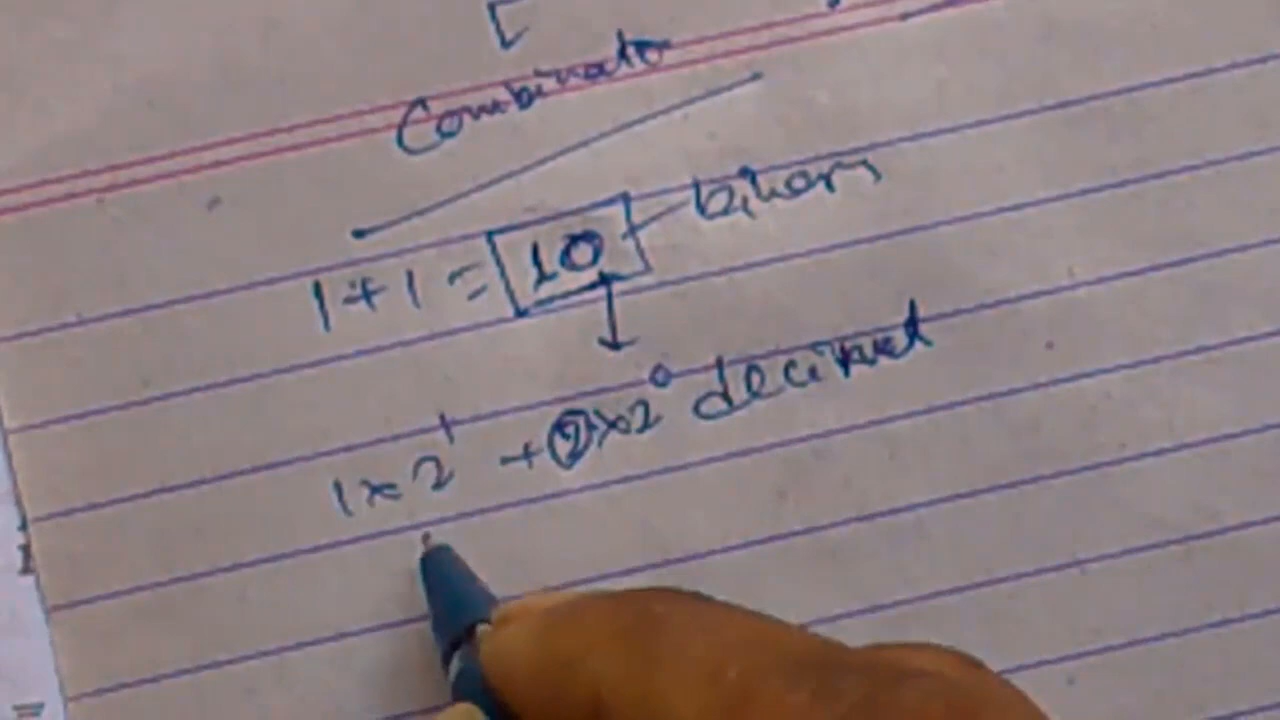 Combinato
1 + 1 = 10 binary
decimal
1 × 2¹ + 0 × 2⁰